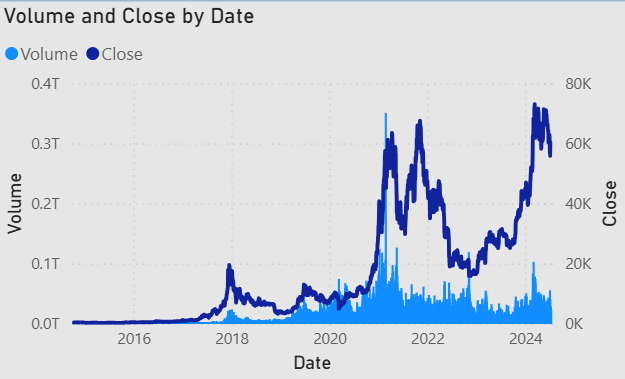 Volume and Close by Date
Volume Close
0.4T 80K
0.3T 60K
0.2T 40K
0.1T 20K
0.0T 0K
Volume
Close
2016 2018 2020 2022 2024
Date